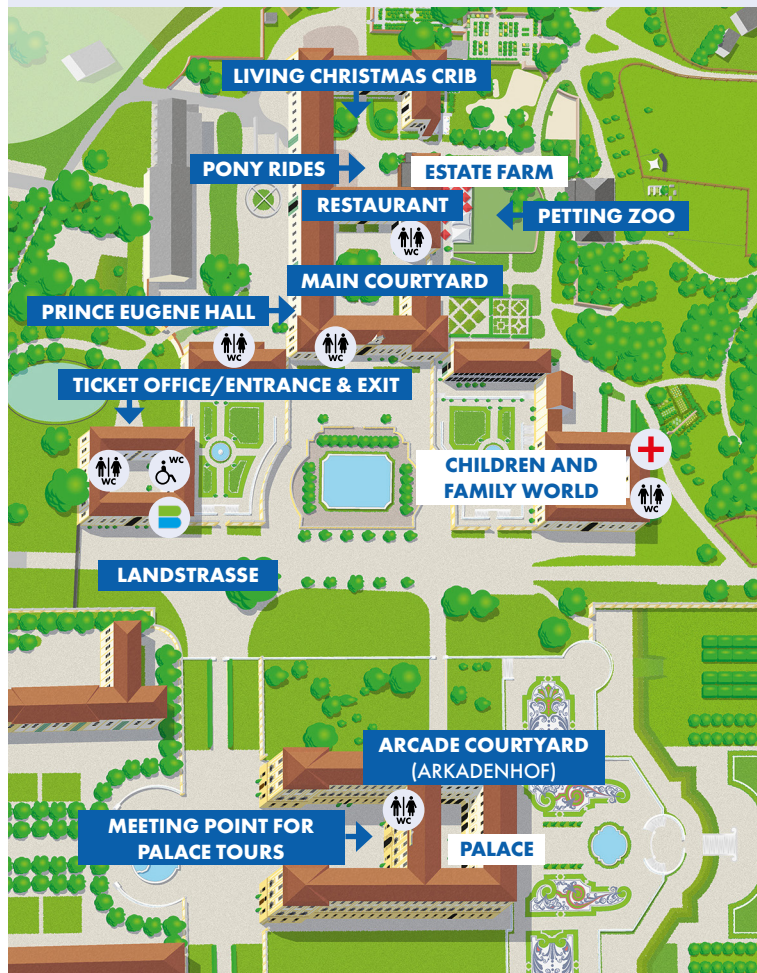 LIVING CHRISTMAS CRIB
PONY RIDES
ESTATE FARM
RESTAURANT
PETTING ZOO
WC
MAIN COURTYARD
PRINCE EUGENE HALL
WC
WC
TICKET OFFICE/ENTRANCE & EXIT
WC
WC
CHILDREN AND
FAMILY WORLD
WC
LANDSTRASSE
ARCADE COURTYARD
(ARKADENHOF)
WC
MEETING POINT FOR
PALACE TOURS
PALACE